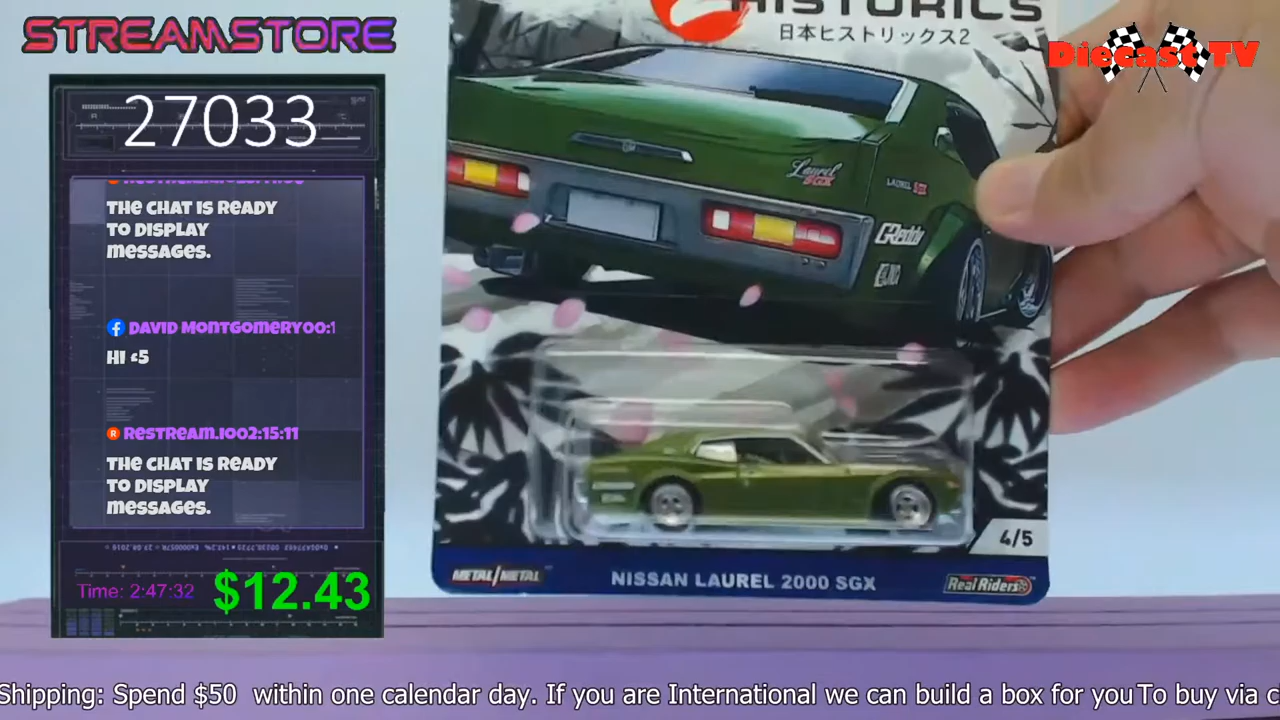 STREAMSTORE
27033
THE CHAT IS READY
TO DISPLAY
MESSAGES.
DAVID MONTGOMERY00:1
HI
RESTREAM.IO02:15:11
THE CHAT IS READY
TO DISPLAY
MESSAGES.
Time: 2:47:32
$12.43
HISTORICS
日本ヒストリックス2
Diecast TV
Laurel
SGX
LAUREL SGX
GReddy
4/5
METAL/METAL
NISSAN LAUREL 2000 SGX
Real Riders
Shipping: Spend $50 within one calendar day. If you are International we can build a box for you To buy via